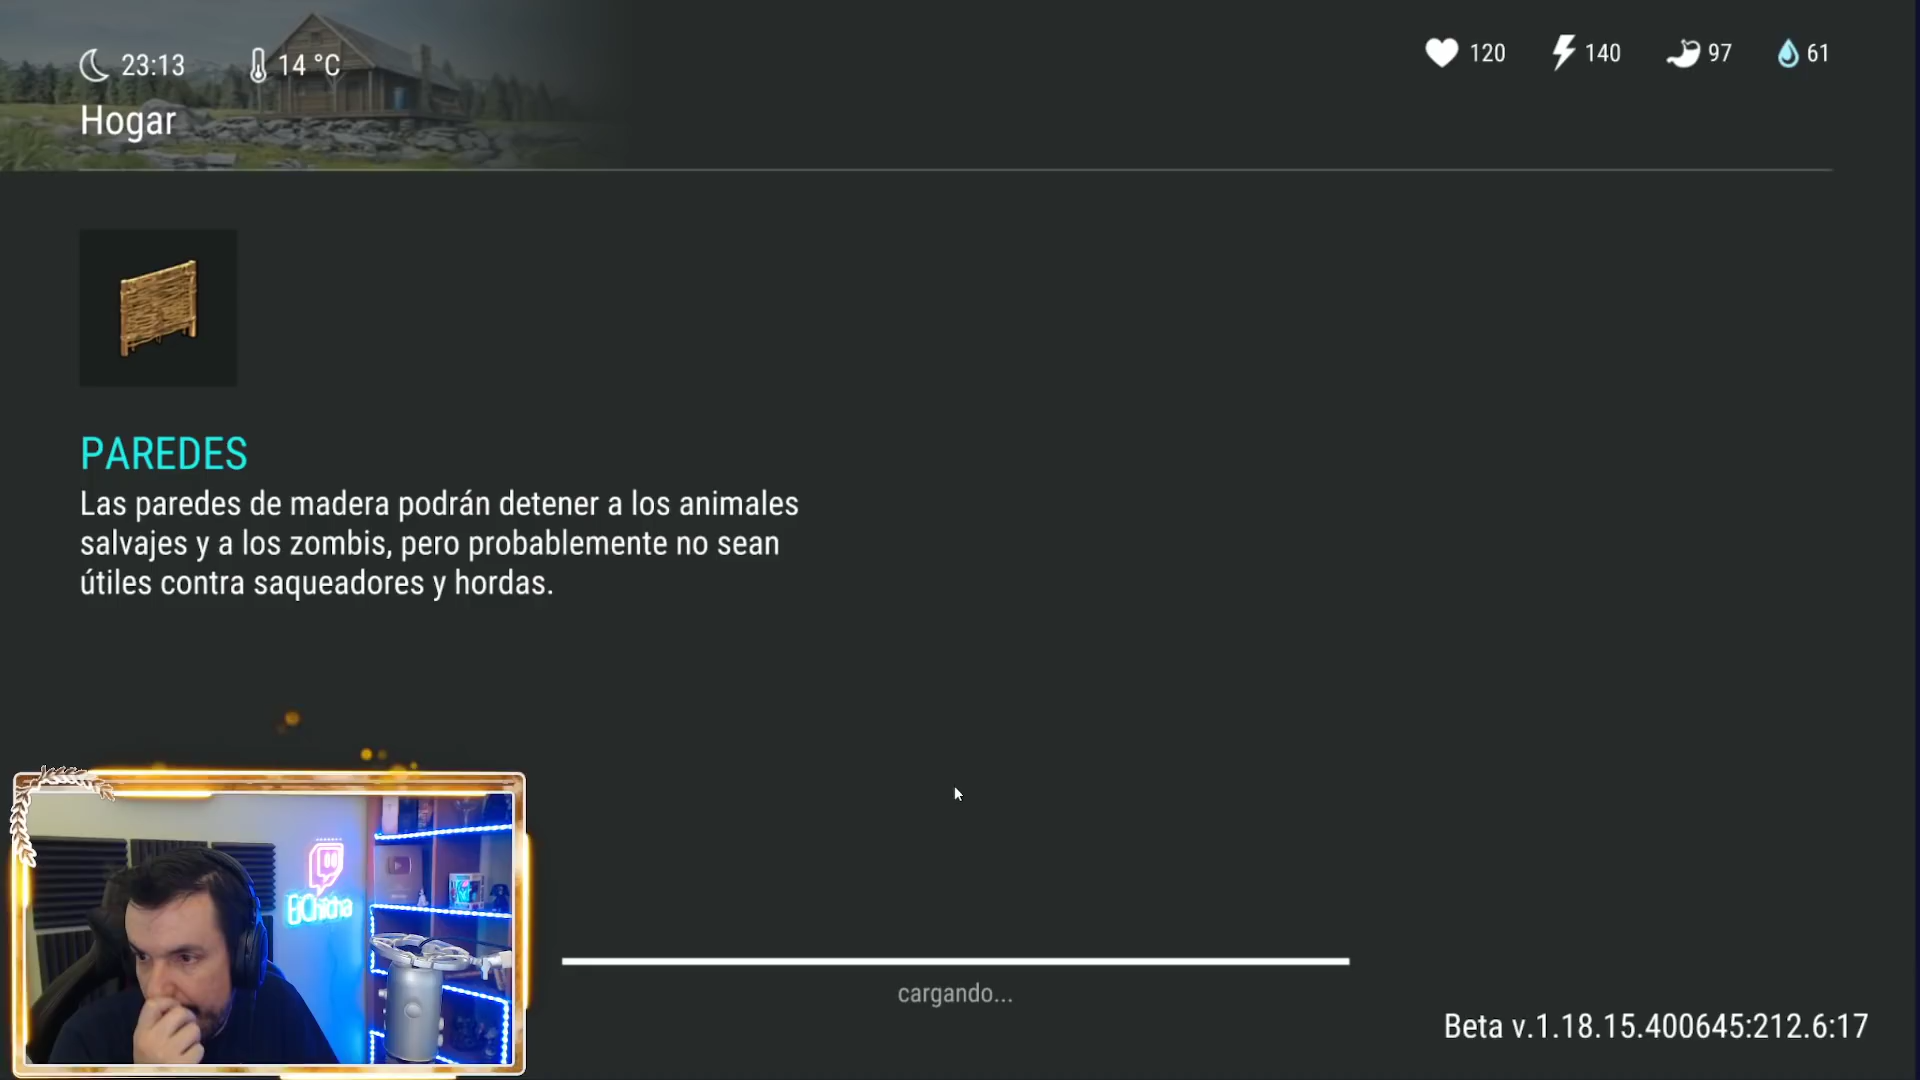 23:13
14 °C
120
140
97
61
Hogar
PAREDES
Las paredes de madera podrán detener a los animales
salvajes y a los zombis, pero probablemente no sean
útiles contra saqueadores y hordas.
ElChicha
cargando...
Beta v.1.18.15.400645:212.6:17